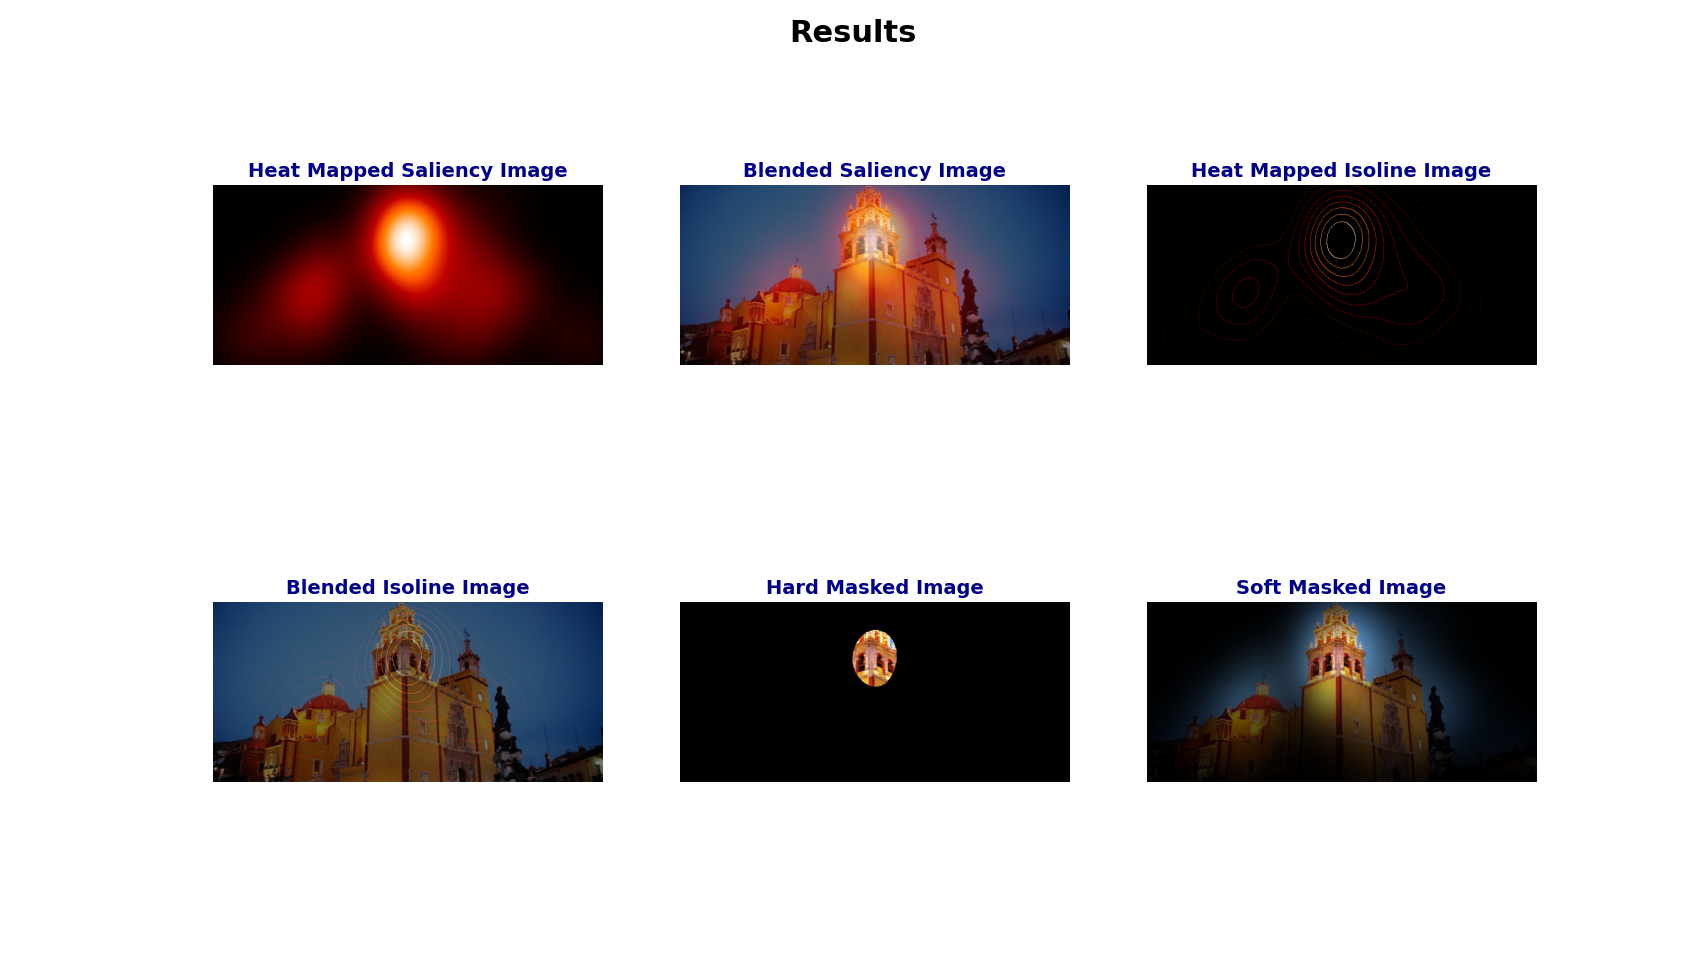 Results
Heat Mapped Saliency Image
Blended Saliency Image
Heat Mapped Isoline Image
Blended Isoline Image
Hard Masked Image
Soft Masked Image